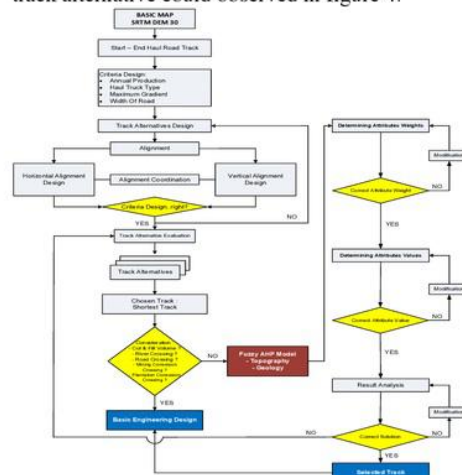 track alternative could observed in figure 4.
BASIC MAP
SRTM DEM 30
Start – End Haul Road Track
Criteria Design:
• Annual Production
• Haul Truck Type
• Maximum Gradient
• Width Of Road
Track Alternatives Design
Alignment
Horizontal Alignment
Design
Alignment Coordination
Vertical Alignment
Design
Criteria Design, right?
YES
NO
Track Alternative Evaluation
Track Alternatives
Chosen Track :
Shortest Track
Consideration
Cut & Fill Volume ?
- River Crossing ?
- Road Crossing ?
- Mining Concession
Crossing ?
Plantation Concession
Crossing ?
NO
YES
Fuzzy AHP Model
- Topography
- Geology
Basic Engineering Design
Determining Attributes Weights
Modification
Correct Attribute Weight
NO
YES
Determining Attributes Values
Modification
Correct Attribute Value
NO
YES
Result Analysis
Modification
Correct Solution
NO
YES
Selected Track